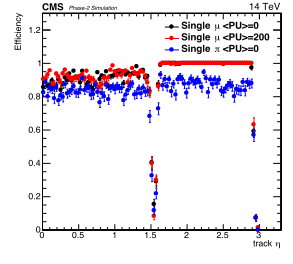 CMS Phase-2 Simulation 14 TeV
Efficiency
Single μ <PU>=0
Single μ <PU>=200
Single π <PU>=0
1.2
1
0.8
0.6
0.4
0.2
0
0 0.5 1 1.5 2 2.5 3
track η